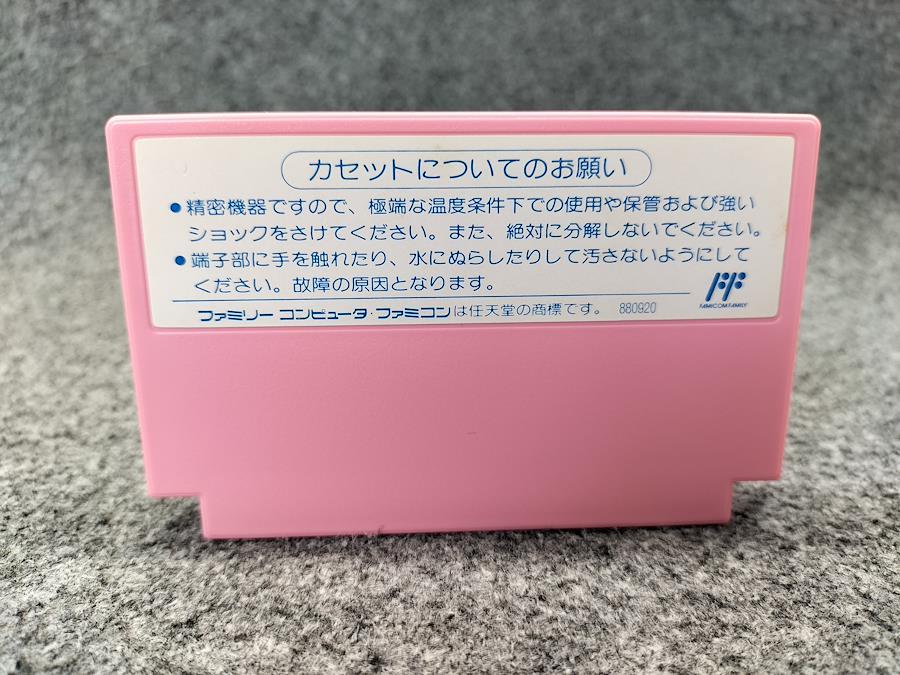 カセットについてのお願い
●精密機器ですので、極端な温度条件下での使用や保管および強い
ショックをさけてください。また、絶対に分解しないでください。
●端子部に手を触れたり、水にぬらしたりして汚さないようにして
ください。故障の原因となります。
FAMICOM FAMILY
ファミリー コンピュータ・ファミコンは任天堂の商標です。 880920